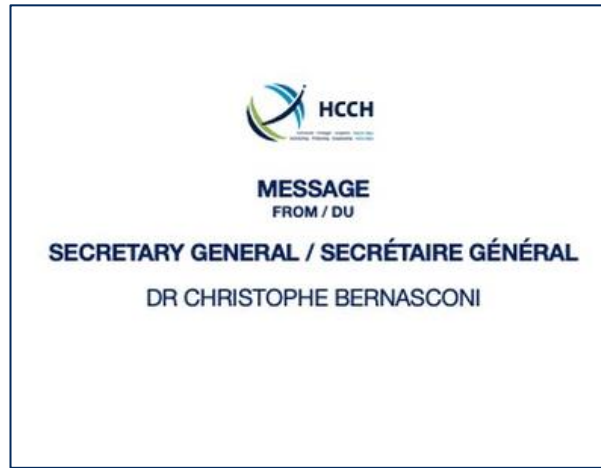 HCCH
MESSAGE
FROM / DU
SECRETARY GENERAL / SECRÉTAIRE GÉNÉRAL
DR CHRISTOPHE BERNASCONI